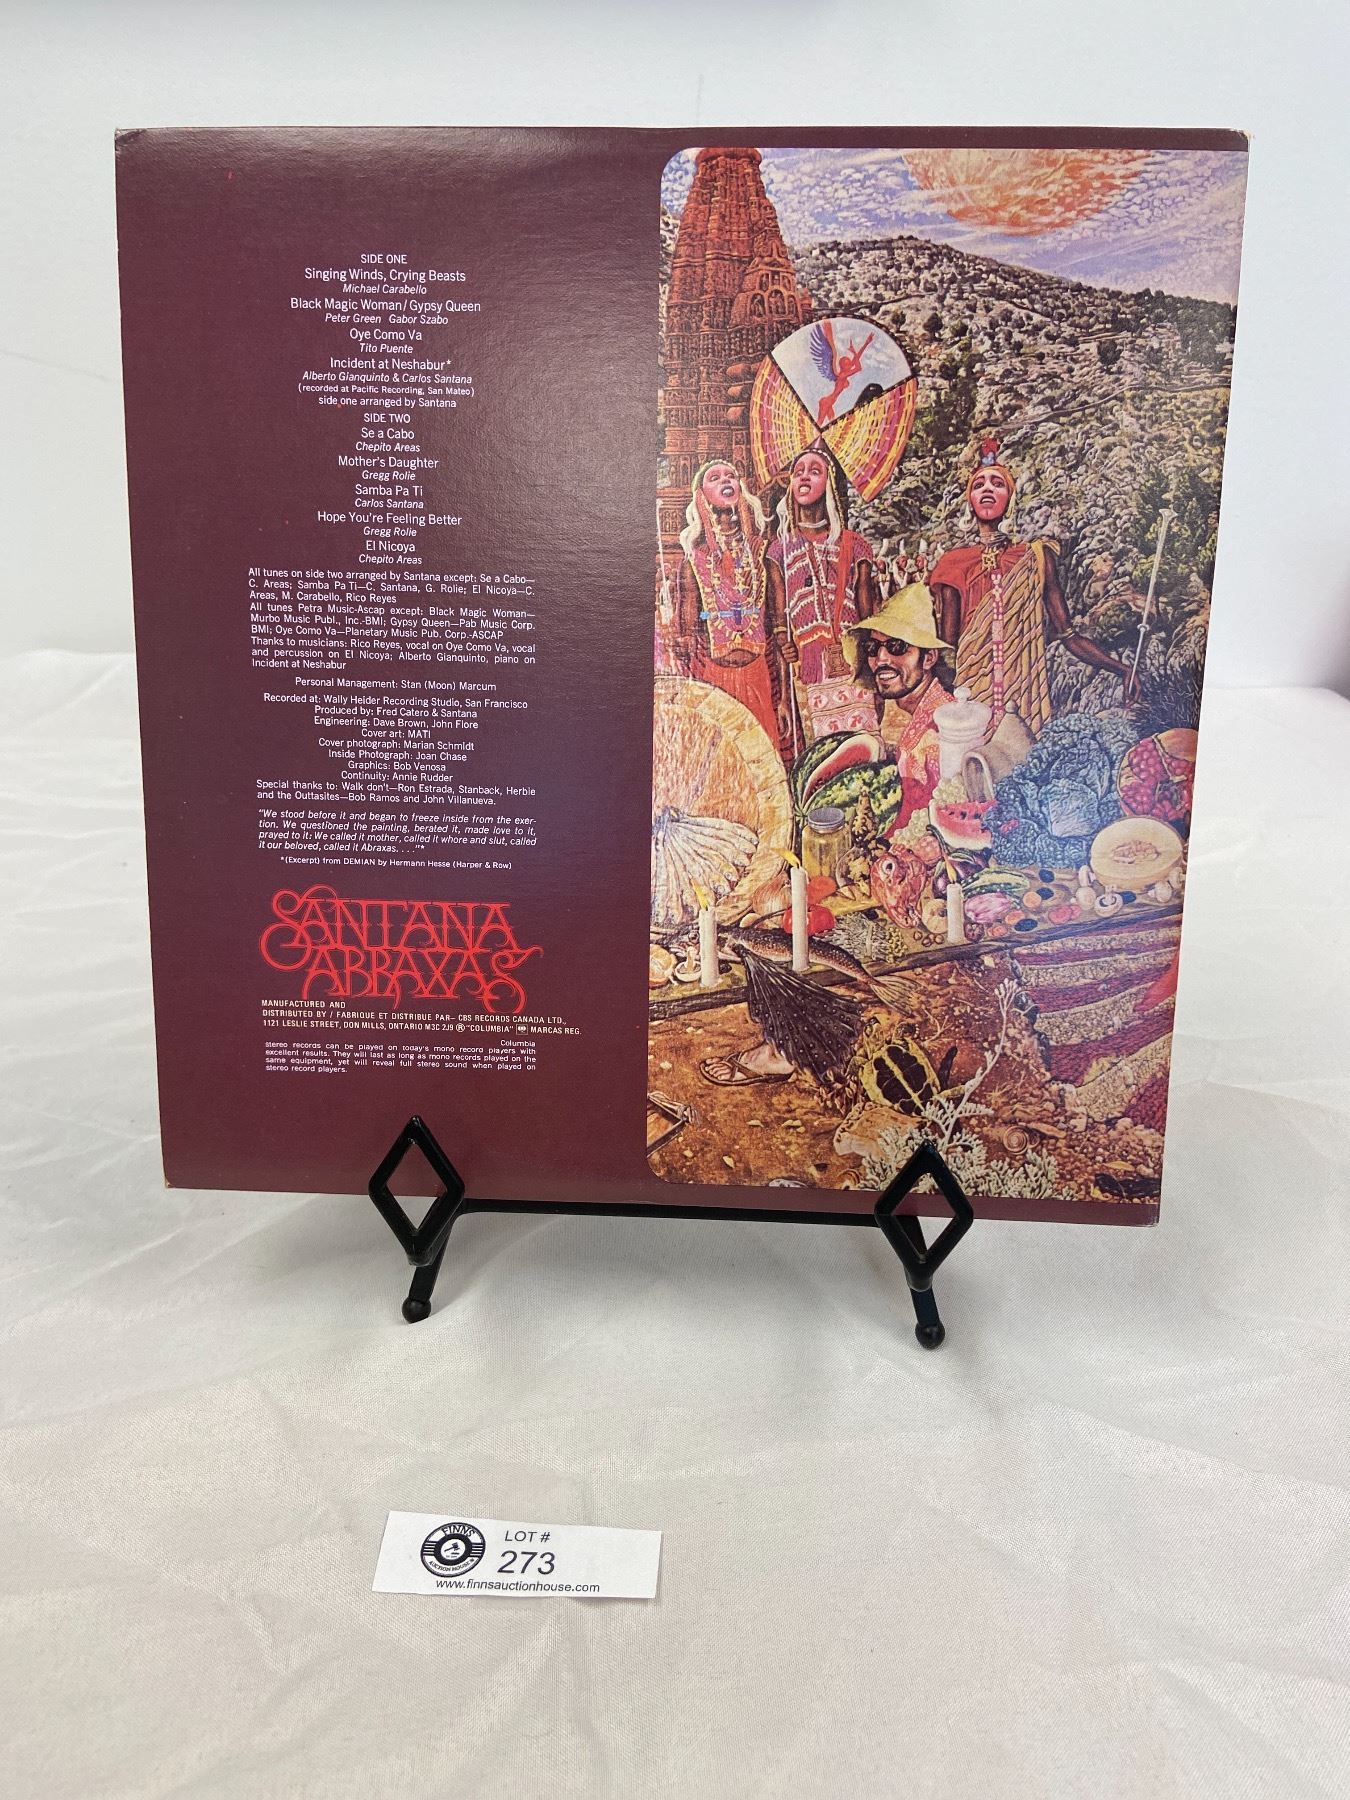 SIDE ONE
Singing Winds, Crying Beasts
Michael Carabello
Black Magic Woman/Gypsy Queen
Peter Green Gabor Szabo
Oye Como Va
Tito Puente
Incident at Neshabur*
Alberto Gianquinto & Carlos Santana
(recorded at Pacific Recording, San Mateo)
side one arranged by Santana
SIDE TWO
Se a Cabo
Chepito Areas
Mother's Daughter
Gregg Rolie
Samba Pa Ti
Carlos Santana
Hope You're Feeling Better
Gregg Rolie
El Nicoya
Chepito Areas
All tunes on side two arranged by Santana except: Se a Cabo—
C. Areas; Samba Pa Ti—C. Santana, G. Rolie; El Nicoya—C.
Areas, M. Carabello, Rico Reyes
All tunes Petra Music-Ascap except: Black Magic Woman—
Murbo Music Publ., Inc.-BMI; Gypsy Queen—Pab Music Corp.
BMI; Oye Como Va—Planetary Music Pub. Corp.-ASCAP
Thanks to musicians: Rico Reyes, vocal on Oye Como Va, vocal
and percussion on El Nicoya; Alberto Gianquinto, piano on
Incident at Neshabur
Personal Management: Stan (Moon) Marcum
Recorded at: Wally Heider Recording Studio, San Francisco
Produced by: Fred Catero & Santana
Engineering: Dave Brown, John Fiore
Cover art: MATI
Cover photograph: Marian Schmidt
Inside Photograph: Joan Chase
Graphics: Bob Venosa
Continuity: Annie Rudder
Special thanks to: Walk don't—Ron Estrada, Stanback, Herbie
and the Outtasites—Bob Ramos and John Villanueva.
"We stood before it and began to freeze inside from the exer-
tion. We questioned the painting, berated it, made love to it,
prayed to it: We called it mother, called it whore and slut, called
it our beloved, called it Abraxas. . . ."*
*(Excerpt) from DEMIAN by Hermann Hesse (Harper & Row)
SANTANA
ABRAXAS
MANUFACTURED AND
DISTRIBUTED BY / FABRIQUE ET DISTRIBUE PAR— CBS RECORDS CANADA LTD.,
1121 LESLIE STREET, DON MILLS, ONTARIO M3C 2J9 ® "COLUMBIA" MARCAS REG.
Columbia
stereo records can be played on today's mono record players with
excellent results. They will last as long as mono records played on the
same equipment, yet will reveal full stereo sound when played on
stereo record players.
FINNS
AUCTION HOUSE
LOT #
273
www.finnsauctionhouse.com